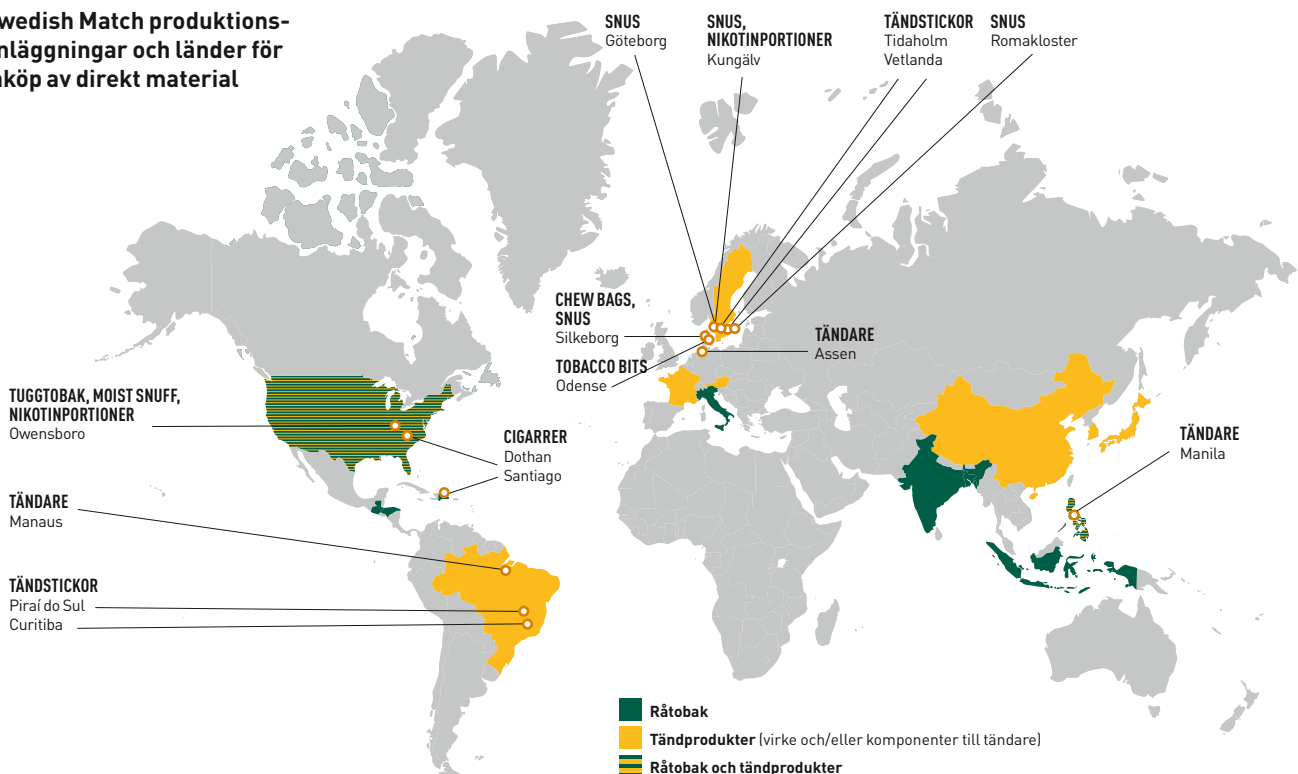 wedish Match produktions-
nläggningar och länder för
köp av direkt material
SNUS
Göteborg
SNUS,
NIKOTINPORTIONER
Kungälv
TÄNDSTICKOR
Tidaholm
Vetlanda
SNUS
Romakloster
CHEW BAGS,
SNUS
Silkeborg
TOBACCO BITS
Odense
TÄNDARE
Assen
TUGGTOBAK, MOIST SNUFF,
NIKOTINPORTIONER
Owensboro
CIGARRER
Dothan
Santiago
TÄNDARE
Manila
TÄNDARE
Manaus
TÄNDSTICKOR
Piraí do Sul
Curitiba
Råtobak
Tändprodukter (virke och/eller komponenter till tändare)
Råtobak och tändprodukter